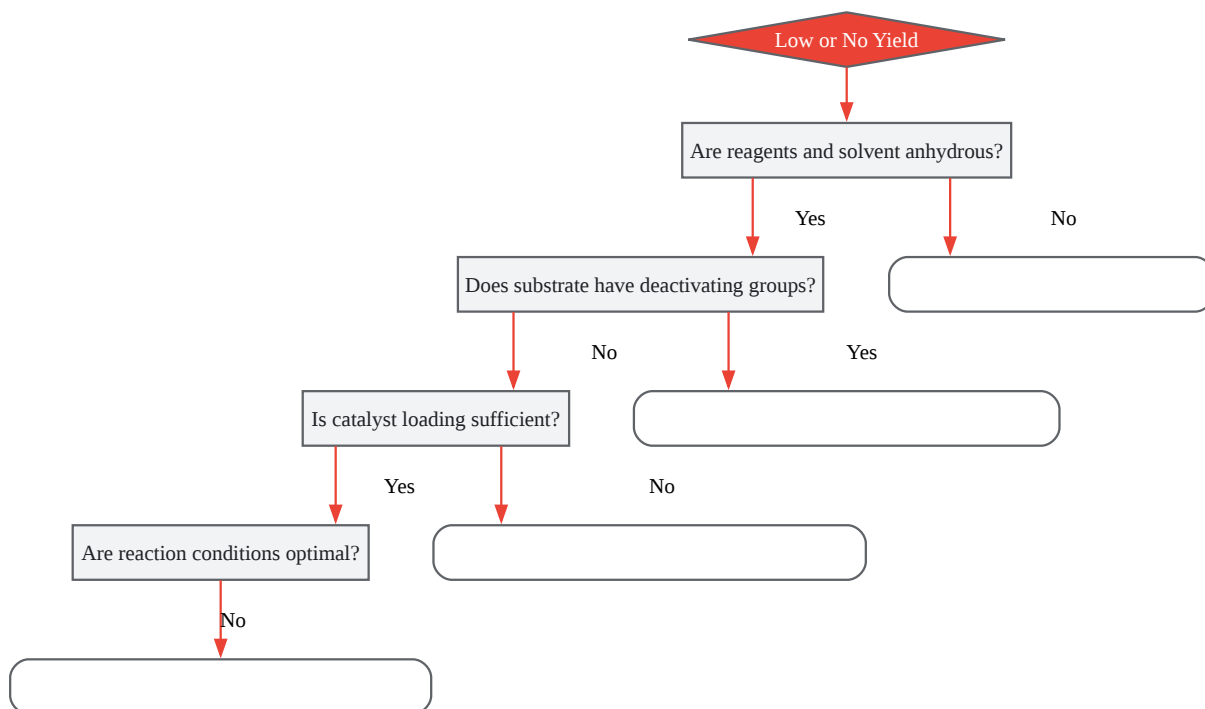 Low or No Yield
Are reagents and solvent anhydrous?
Yes
No
Does substrate have deactivating groups?
No
Yes
Is catalyst loading sufficient?
Yes
No
Are reaction conditions optimal?
No